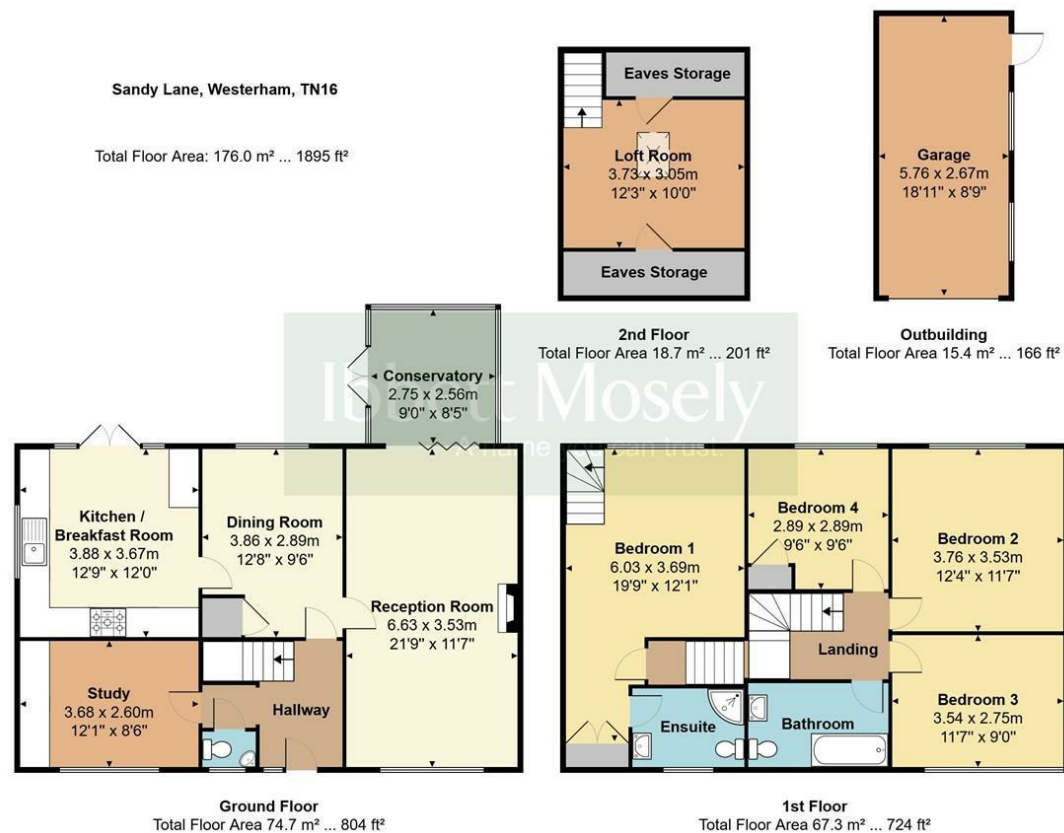 Sandy Lane, Westerham, TN16
Total Floor Area: 176.0 m² ... 1895 ft²
Eaves Storage
Loft Room
3.73 x 3.05m
12'3" x 10'0"
Eaves Storage
2nd Floor
Total Floor Area 18.7 m² ... 201 ft²
Garage
5.76 x 2.67m
18'11" x 8'9"
Outbuilding
Total Floor Area 15.4 m² ... 166 ft²
Ibbett Mosely
A name you can trust.
Conservatory
2.75 x 2.56m
9'0" x 8'5"
Kitchen /
Breakfast Room
3.88 x 3.67m
12'9" x 12'0"
Dining Room
3.86 x 2.89m
12'8" x 9'6"
Reception Room
6.63 x 3.53m
21'9" x 11'7"
Study
3.68 x 2.60m
12'1" x 8'6"
Hallway
Ground Floor
Total Floor Area 74.7 m² ... 804 ft²
Bedroom 1
6.03 x 3.69m
19'9" x 12'1"
Bedroom 4
2.89 x 2.89m
9'6" x 9'6"
Bedroom 2
3.76 x 3.53m
12'4" x 11'7"
Landing
Bedroom 3
3.54 x 2.75m
11'7" x 9'0"
Ensuite
Bathroom
1st Floor
Total Floor Area 67.3 m² ... 724 ft²